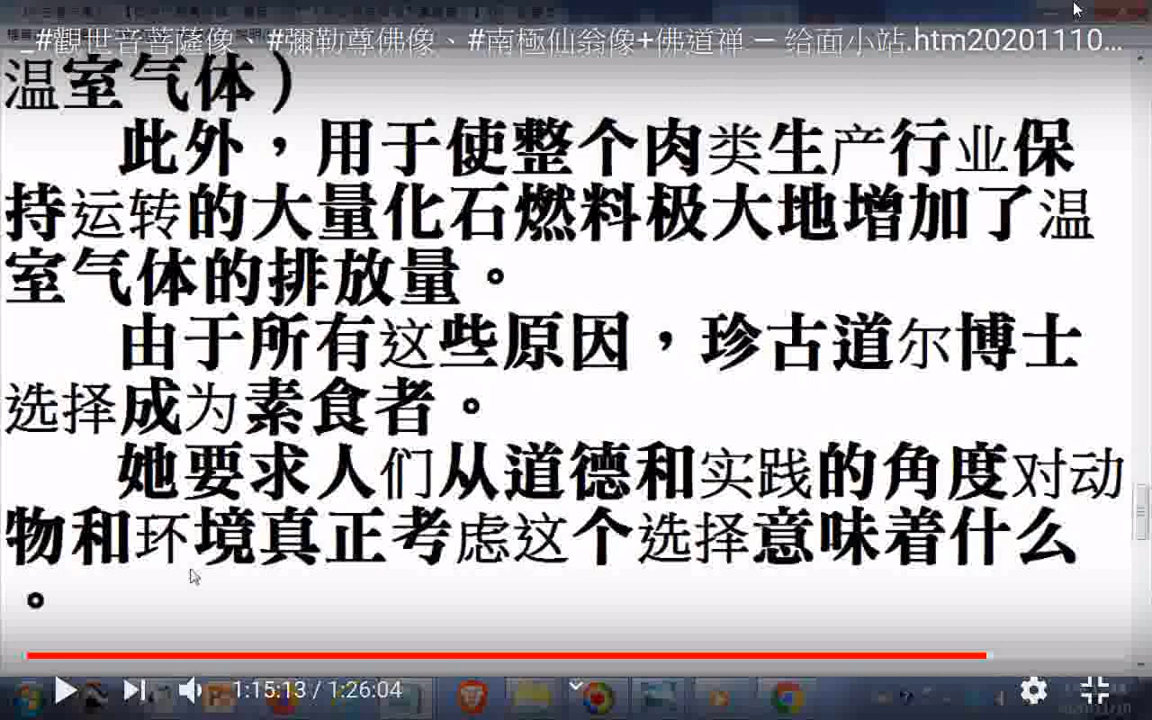 _#觀世音菩薩像、#彌勒尊佛像、#南極仙翁像+佛道禅 — 给面小站.htm20201110...
温室气体)
此外，用于使整个肉类生产行业保
持运转的大量化石燃料极大地增加了温
室气体的排放量。
由于所有这些原因，珍古道尔博士
选择成为素食者。
她要求人们从道德和实践的角度对动
物和环境真正考虑这个选择意味着什么
。
1:15:13 / 1:26:04